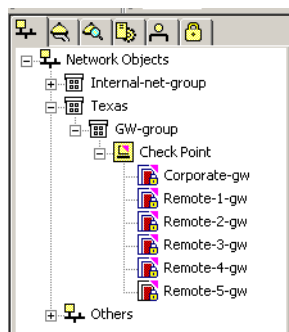 Network Objects
Internal-net-group
Texas
GW-group
Check Point
Corporate-gw
Remote-1-gw
Remote-2-gw
Remote-3-gw
Remote-4-gw
Remote-5-gw
Others